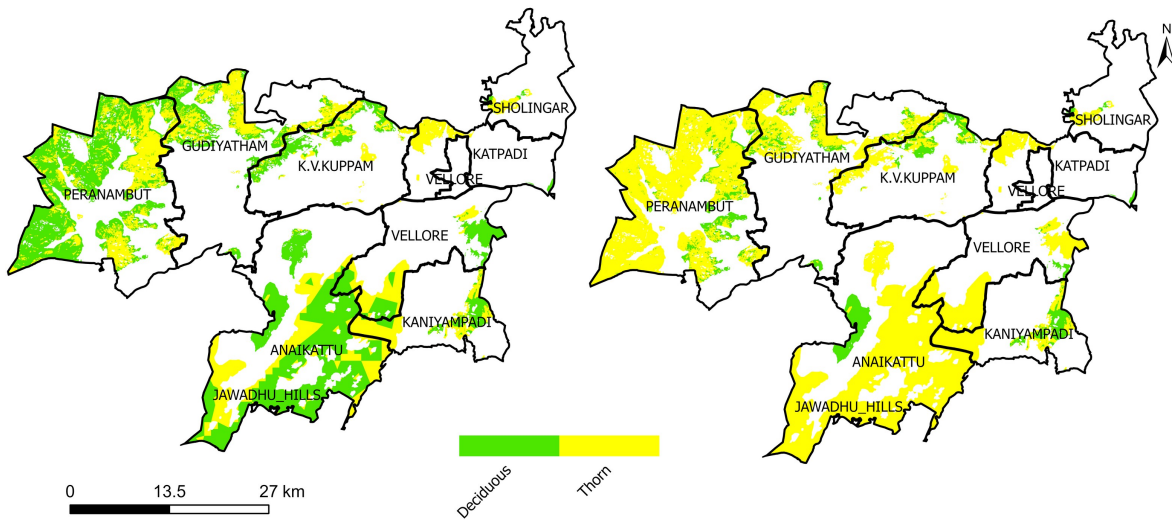 N
SHOLINGAR
GUDIYATHAM
K.V.KUPPAM
KATPADI
VELLORE
PERANAMBUT
VELLORE
KANIYAMPADI
ANAIKATTU
JAWADHU_HILLS
SHOLINGAR
GUDIYATHAM
KATPADI
K.V.KUPPAM
VELLORE
PERANAMBUT
VELLORE
KANIYAMPADI
ANAIKATTU
JAWADHU_HILLS
Deciduous
Thorn
0 13.5 27 km